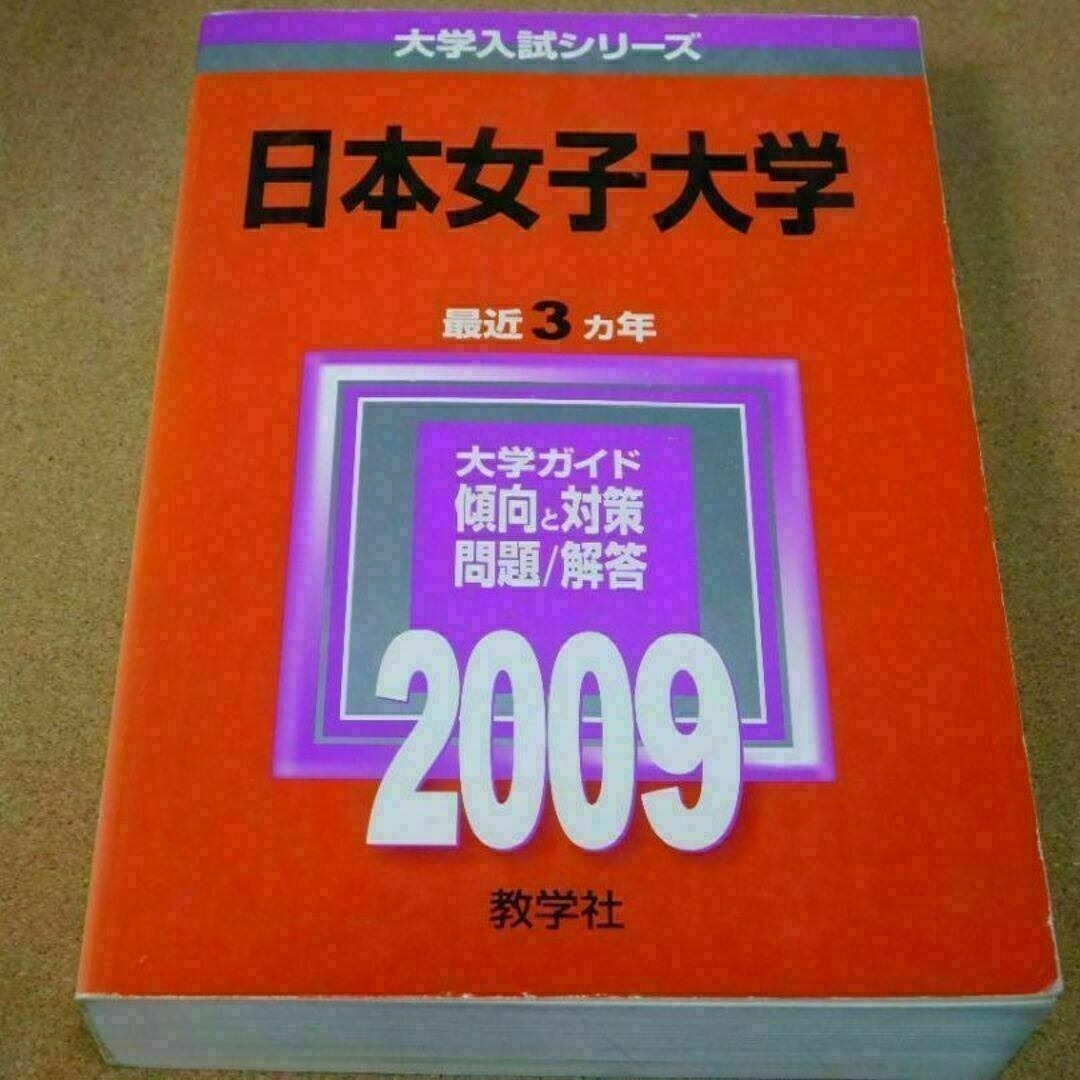 大学入試シリーズ
日本女子大学
最近3ヵ年
大学ガイド
傾向と対策
問題/解答
2009
教学社